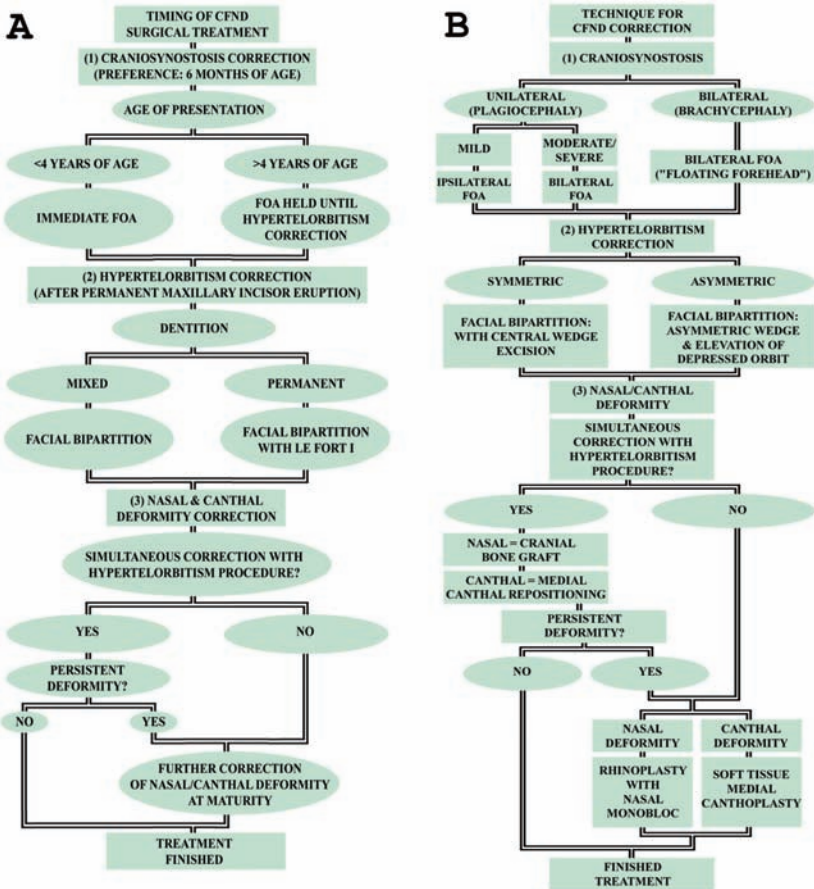 A
TIMING OF CFND
SURGICAL TREATMENT
(1) CRANIOSYNOSTOSIS CORRECTION
(PREFERENCE: 6 MONTHS OF AGE)
AGE OF PRESENTATION
<4 YEARS OF AGE
>4 YEARS OF AGE
IMMEDIATE FOA
FOA HELD UNTIL
HYPERTELORBITISM
CORRECTION
(2) HYPERTELORBITISM CORRECTION
(AFTER PERMANENT MAXILLARY INCISOR ERUPTION)
DENTITION
MIXED
PERMANENT
FACIAL BIPARTITION
FACIAL BIPARTITION
WITH LE FORT I
(3) NASAL & CANTHAL
DEFORMITY CORRECTION
SIMULTANEOUS CORRECTION WITH
HYPERTELORBITISM PROCEDURE?
YES
NO
PERSISTENT
DEFORMITY?
NO
YES
FURTHER CORRECTION
OF NASAL/CANTHAL DEFORMITY
AT MATURITY
TREATMENT
FINISHED
B
TECHNIQUE FOR
CFND CORRECTION
(1) CRANIOSYNOSTOSIS
UNILATERAL
(PLAGIOCEPHALY)
BILATERAL
(BRACHYCEPHALY)
MILD
MODERATE/
SEVERE
IPSILATERAL
FOA
BILATERAL
FOA
BILATERAL FOA
("FLOATING FOREHEAD")
(2) HYPERTELORBITISM
CORRECTION
SYMMETRIC
ASYMMETRIC
FACIAL BIPARTITION:
WITH CENTRAL WEDGE
EXCISION
FACIAL BIPARTITION:
ASYMMETRIC WEDGE
& ELEVATION OF
DEPRESSED ORBIT
(3) NASAL/CANTHAL
DEFORMITY
SIMULTANEOUS
CORRECTION WITH
HYPERTELORBITISM
PROCEDURE?
YES
NO
NASAL = CRANIAL
BONE GRAFT
CANTHAL = MEDIAL
CANTHAL REPOSITIONING
PERSISTENT
DEFORMITY?
NO
YES
NASAL
DEFORMITY
CANTHAL
DEFORMITY
RHINOPLASTY
WITH
NASAL
MONOBLOC
SOFT TISSUE
MEDIAL
CANTHOPLASTY
FINISHED
TREATMENT